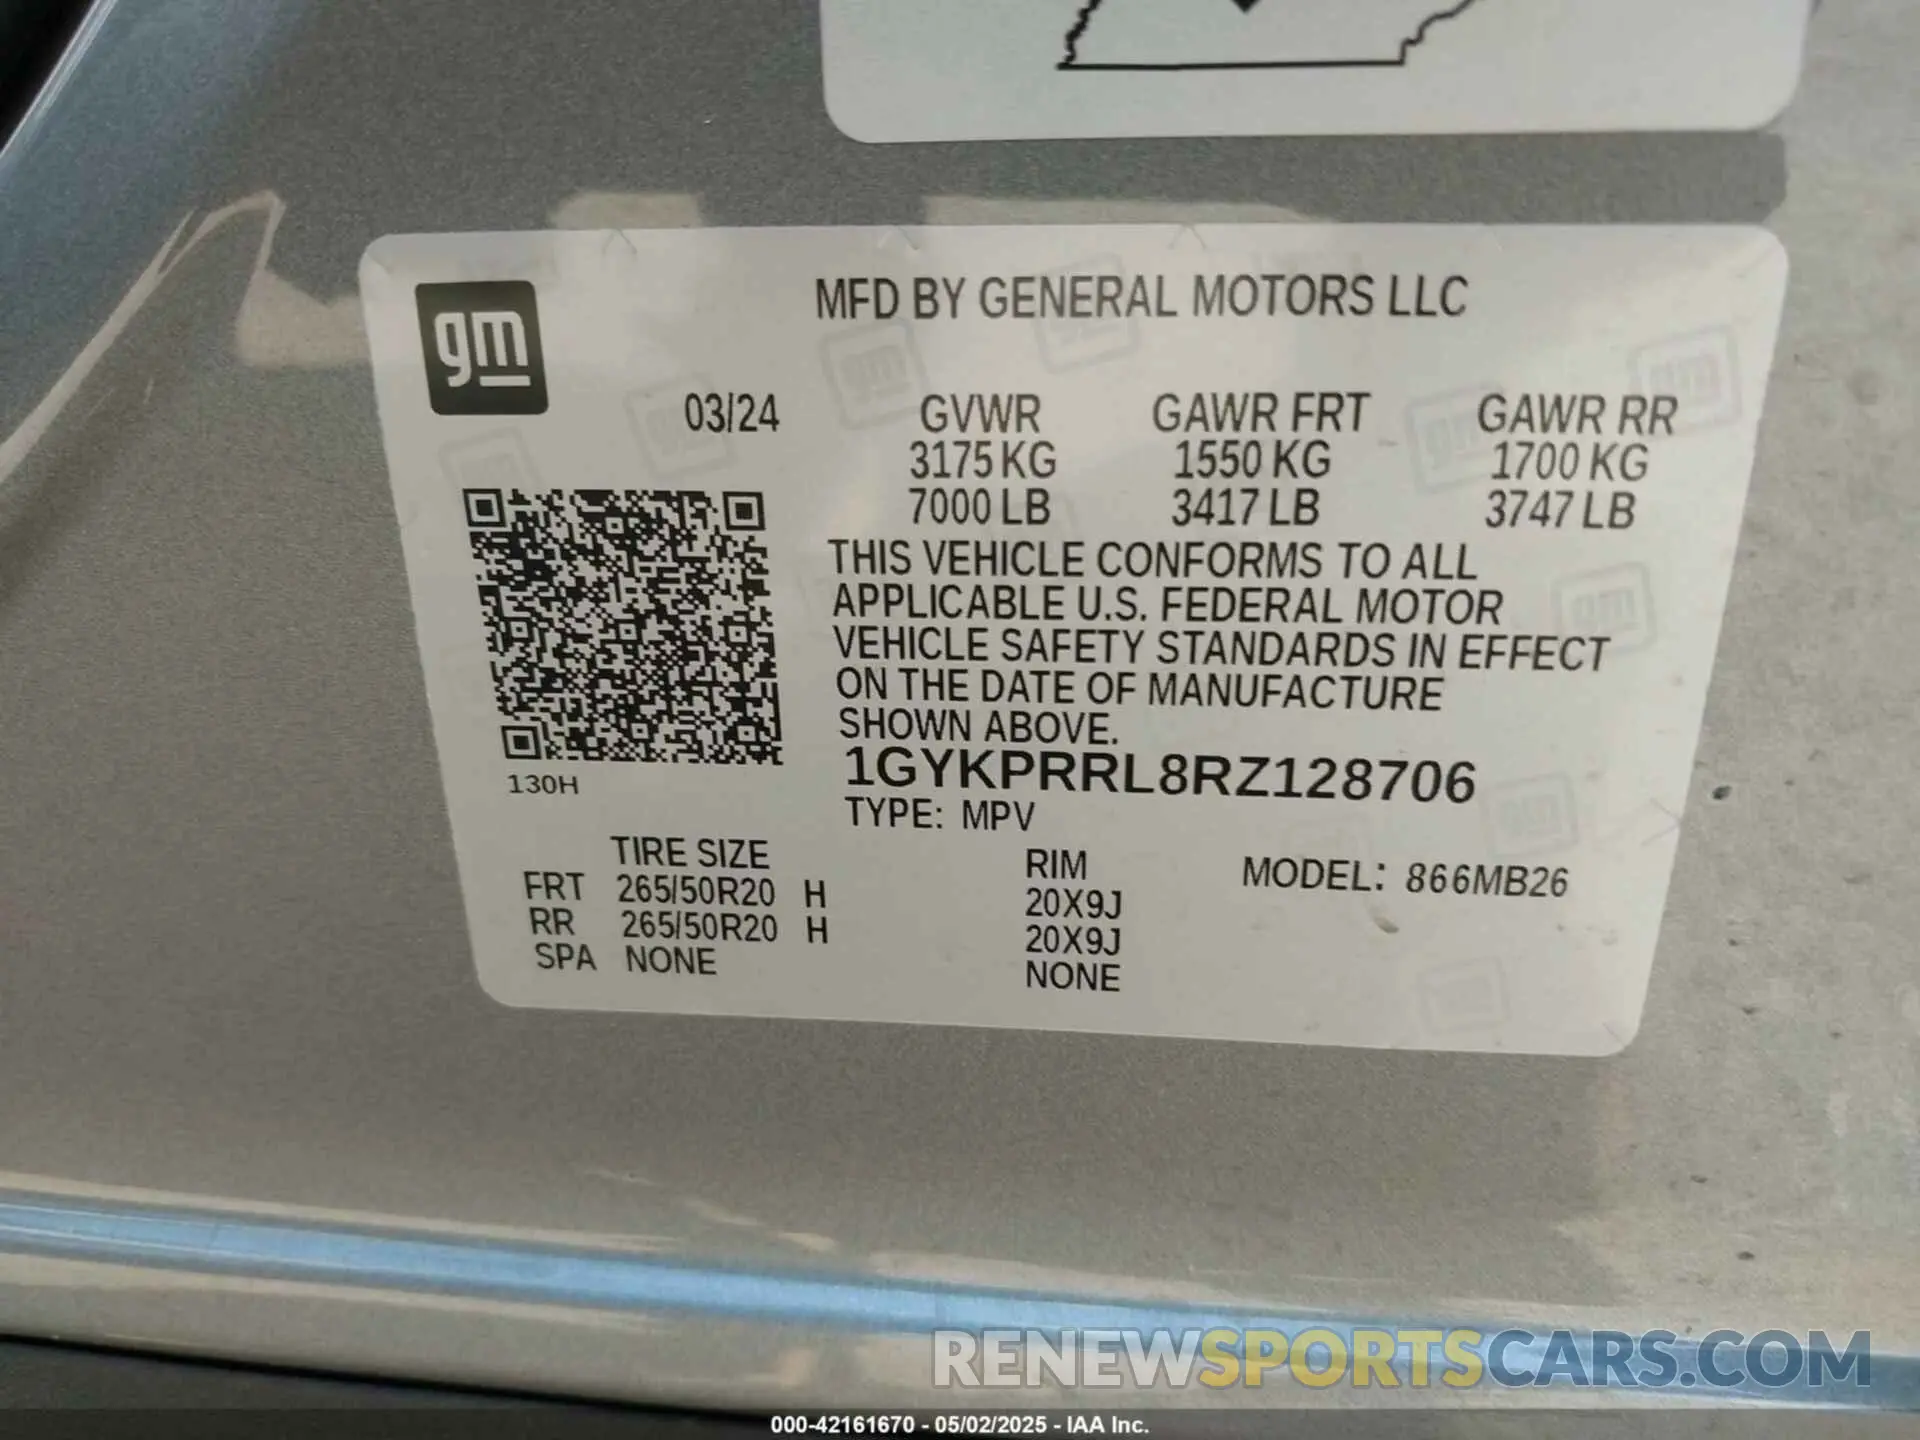 gm
MFD BY GENERAL MOTORS LLC
03/24 GVWR GAWR FRT GAWR RR
3175 KG 1550 KG 1700 KG
7000 LB 3417 LB 3747 LB
THIS VEHICLE CONFORMS TO ALL
APPLICABLE U.S. FEDERAL MOTOR
VEHICLE SAFETY STANDARDS IN EFFECT
ON THE DATE OF MANUFACTURE
SHOWN ABOVE.
1GYKPRRL8RZ128706
130H
TYPE: MPV
TIRE SIZE RIM MODEL: 866MB26
FRT 265/50R20 H 20X9J
RR 265/50R20 H 20X9J
SPA NONE NONE
RENEWSPORTSCARS.COM
000-42161670 - 05/02/2025 - IAA Inc.